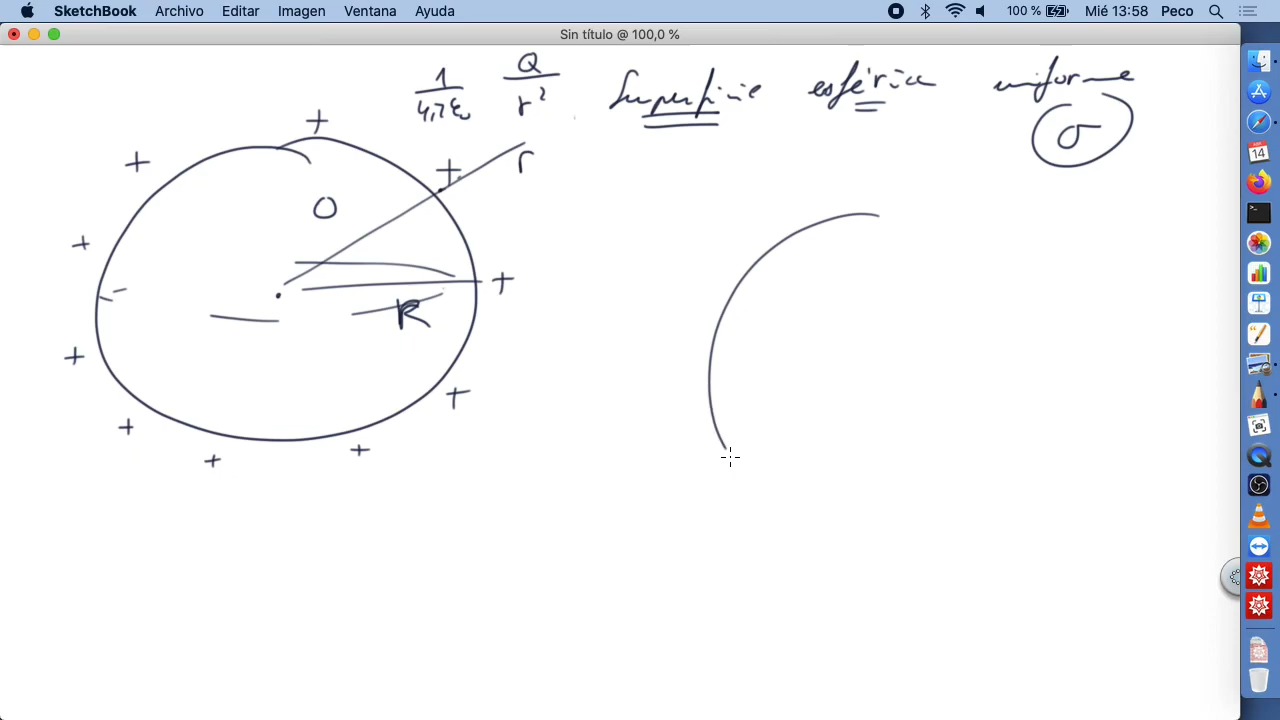 SketchBook Archivo Editar Imagen Ventana Ayuda 100 % Mié 13:58 Peco
Sin título @ 100,0 %
1/4πε₀ Q/r² Superficie esférica uniforme
σ
+ + + r
O
+ + R
+ +
+ + +
14